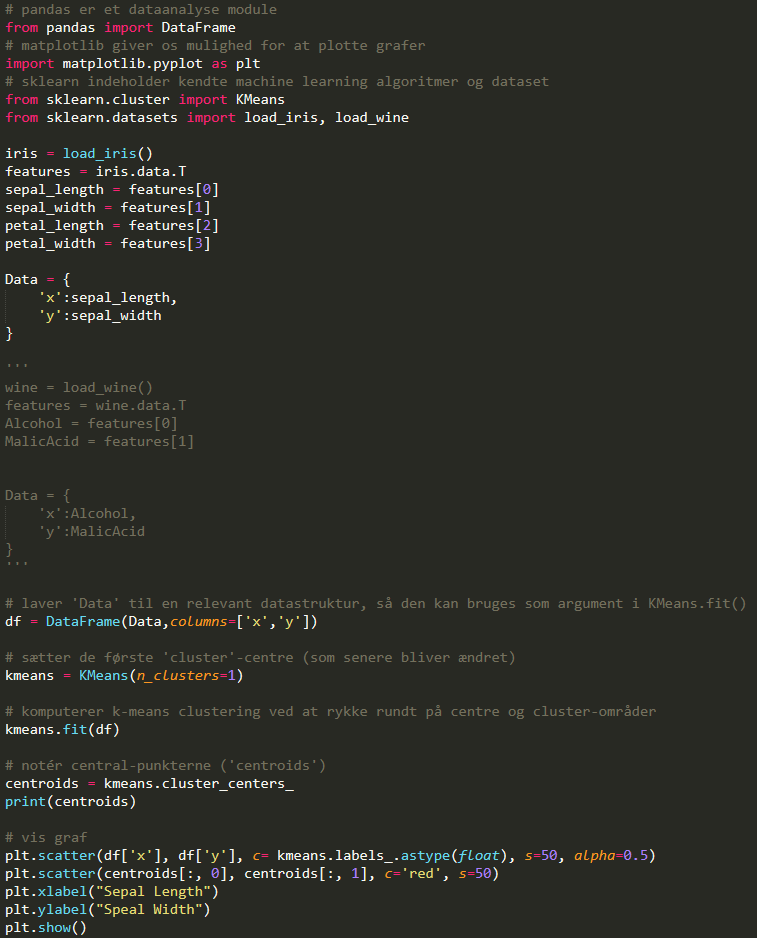 # pandas er et dataanalyse module
from pandas import DataFrame
# matplotlib giver os mulighed for at plotte grafer
import matplotlib.pyplot as plt
# sklearn indeholder kendte machine learning algoritmer og dataset
from sklearn.cluster import KMeans
from sklearn.datasets import load_iris, load_wine

iris = load_iris()
features = iris.data.T
sepal_length = features[0]
sepal_width = features[1]
petal_length = features[2]
petal_width = features[3]

Data = {
    'x':sepal_length,
    'y':sepal_width
}

'''
wine = load_wine()
features = wine.data.T
Alcohol = features[0]
MalicAcid = features[1]


Data = {
    'x':Alcohol,
    'y':MalicAcid
}
'''

# laver 'Data' til en relevant datastruktur, så den kan bruges som argument i KMeans.fit()
df = DataFrame(Data,columns=['x','y'])

# sætter de første 'cluster'-centre (som senere bliver ændret)
kmeans = KMeans(n_clusters=1)

# komputerer k-means clustering ved at rykke rundt på centre og cluster-områder
kmeans.fit(df)

# notér central-punkterne ('centroids')
centroids = kmeans.cluster_centers_
print(centroids)

# vis graf
plt.scatter(df['x'], df['y'], c= kmeans.labels_.astype(float), s=50, alpha=0.5)
plt.scatter(centroids[:, 0], centroids[:, 1], c='red', s=50)
plt.xlabel("Sepal Length")
plt.ylabel("Speal Width")
plt.show()